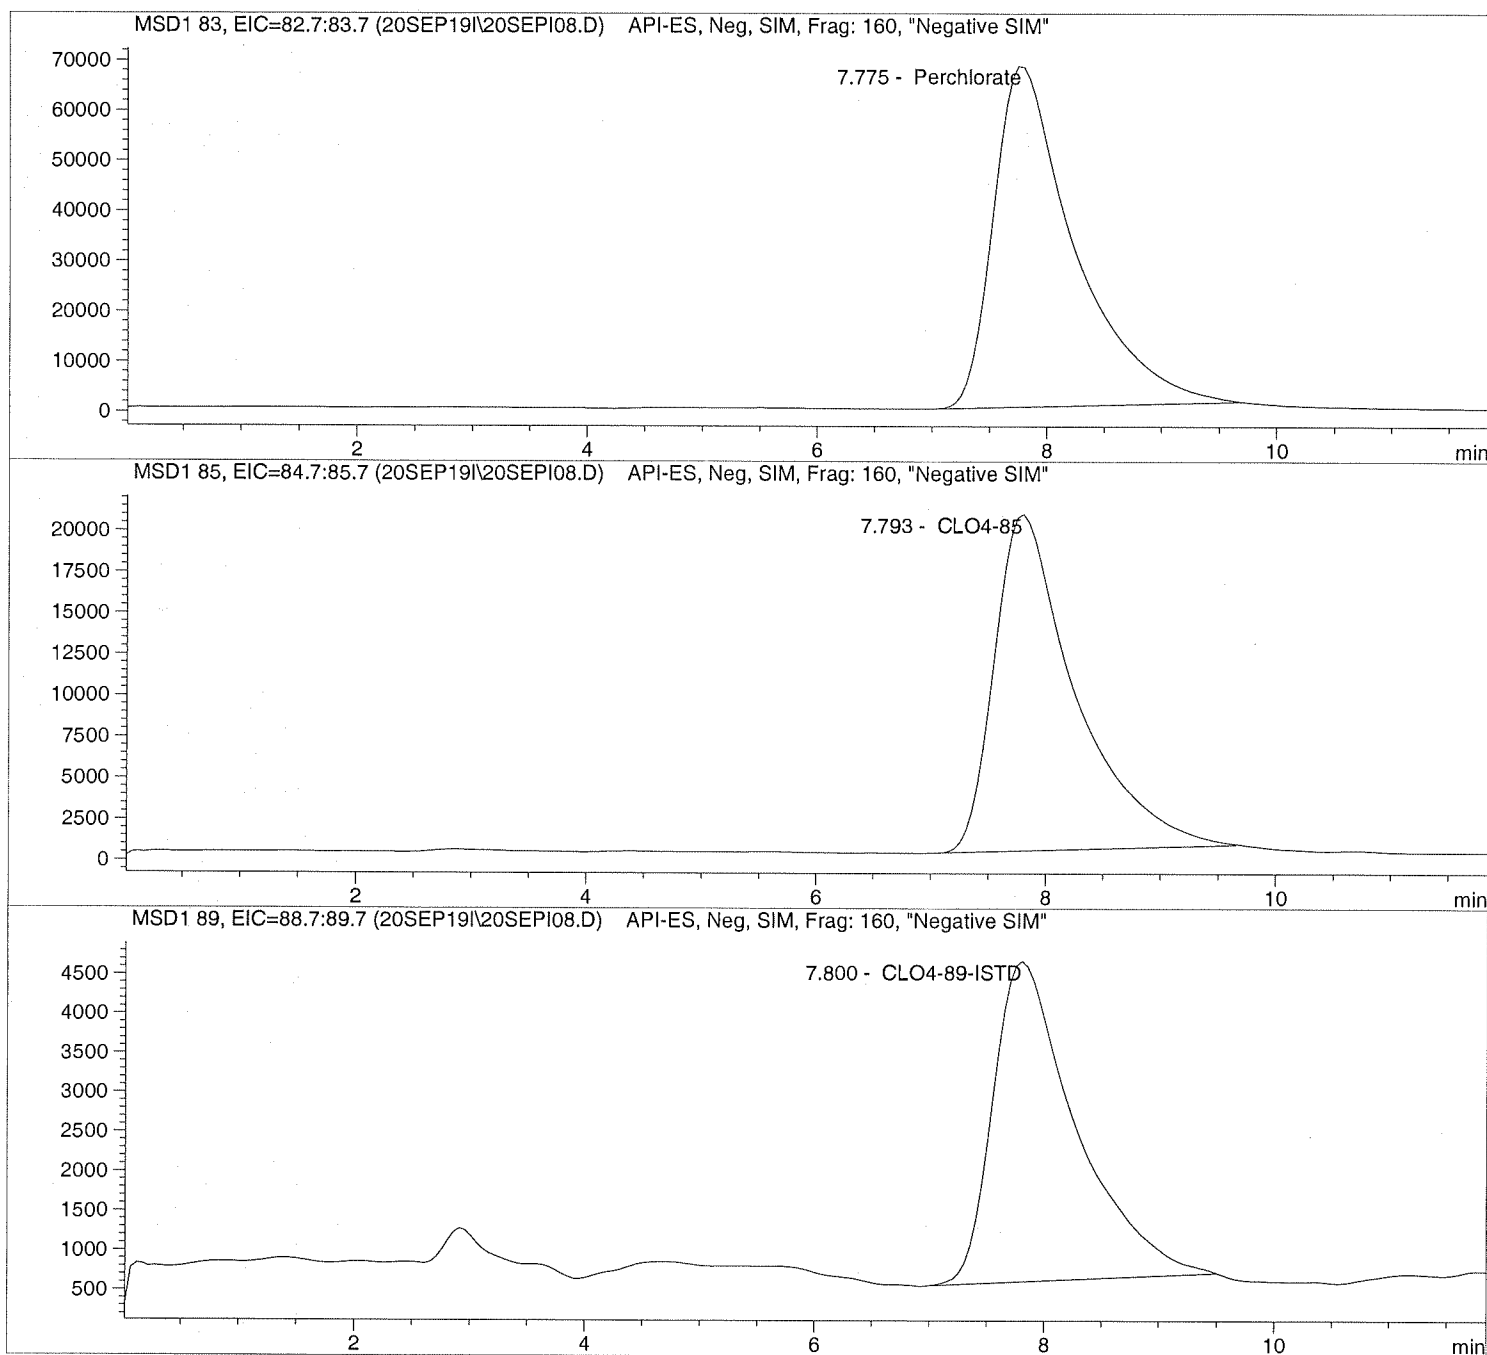 MSD1 83, EIC=82.7:83.7 (20SEP19I\20SEPI08.D) API-ES, Neg, SIM, Frag: 160, "Negative SIM"
70000
7.775 - Perchlorate
60000
50000
40000
30000
20000
10000
0
2 4 6 8 10 min
MSD1 85, EIC=84.7:85.7 (20SEP19I\20SEPI08.D) API-ES, Neg, SIM, Frag: 160, "Negative SIM"
20000
7.793 - CLO4-85
17500
15000
12500
10000
7500
5000
2500
0
2 4 6 8 10 min
MSD1 89, EIC=88.7:89.7 (20SEP19I\20SEPI08.D) API-ES, Neg, SIM, Frag: 160, "Negative SIM"
4500
7.800 - CLO4-89-ISTD
4000
3500
3000
2500
2000
1500
1000
500
2 4 6 8 10 min